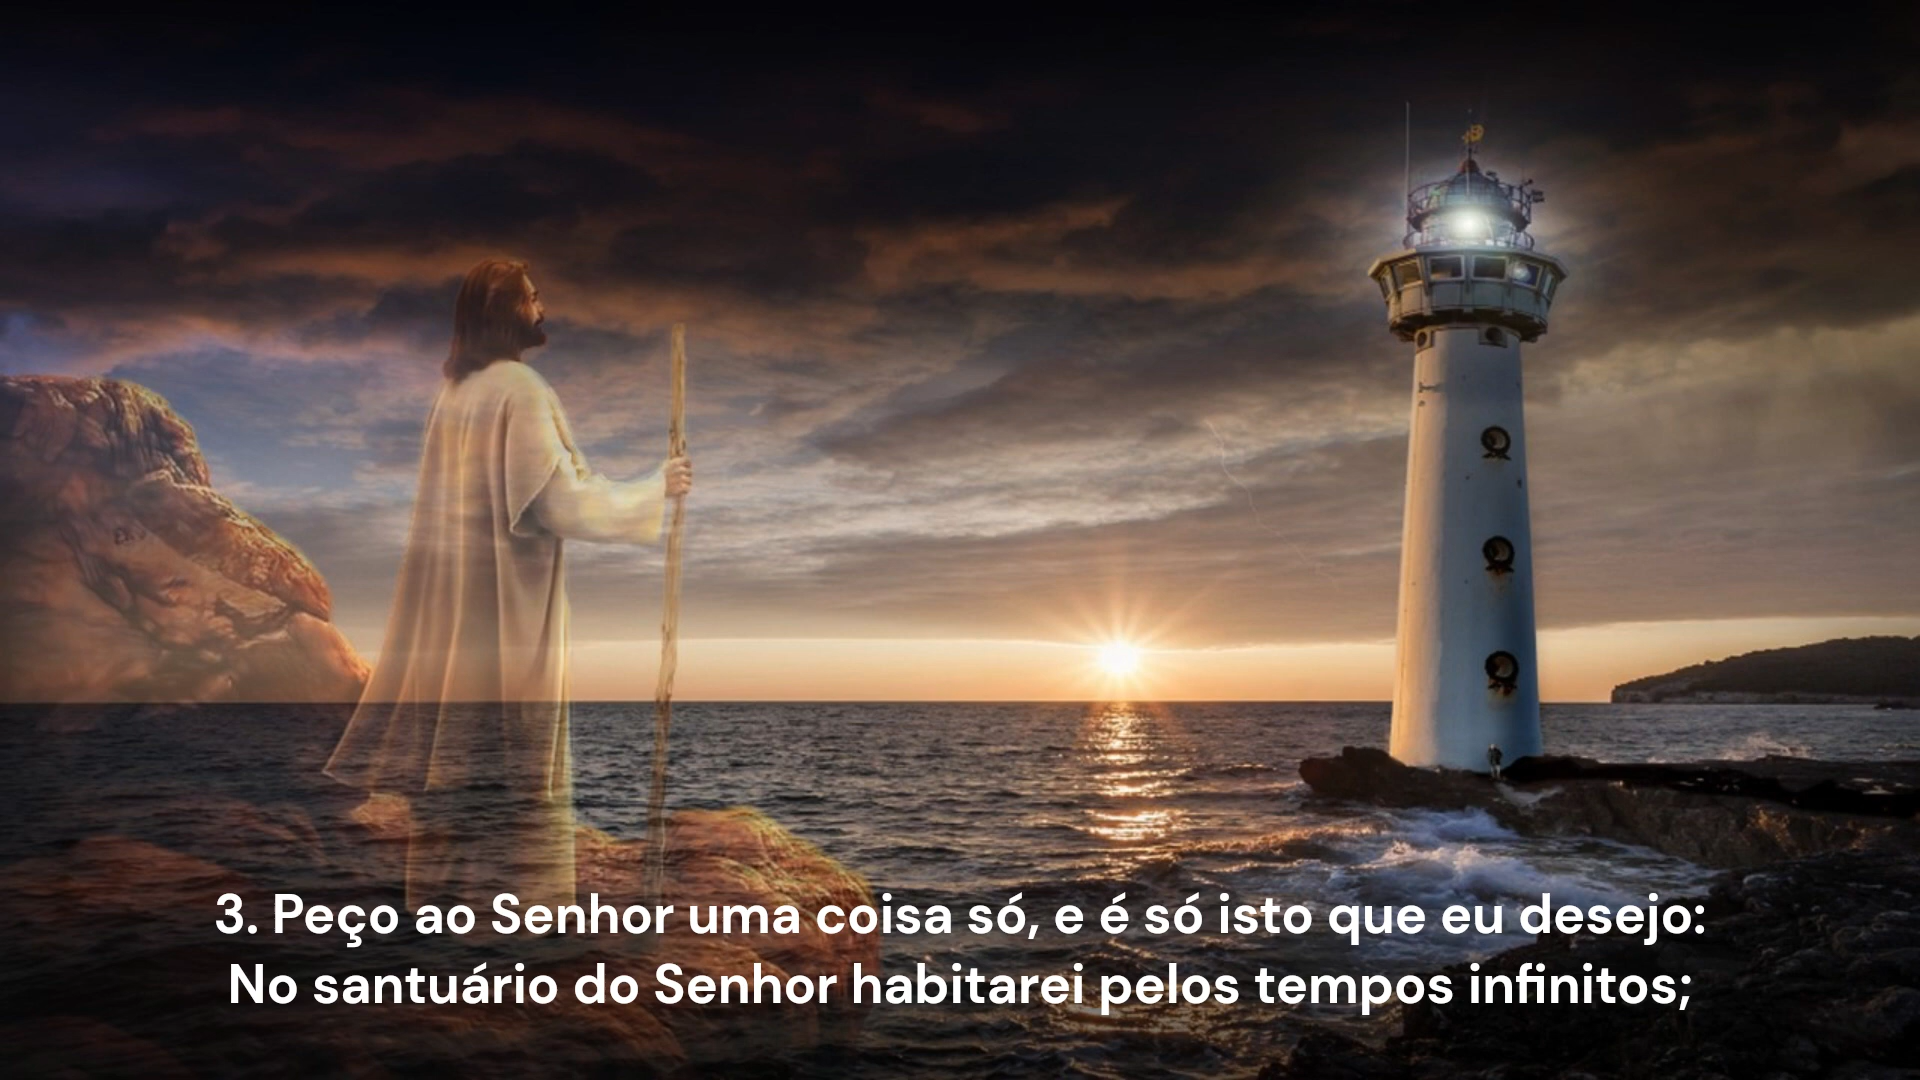 3. Peço ao Senhor uma coisa só, e é só isto que eu desejo:
No santuário do Senhor habitarei pelos tempos infinitos;